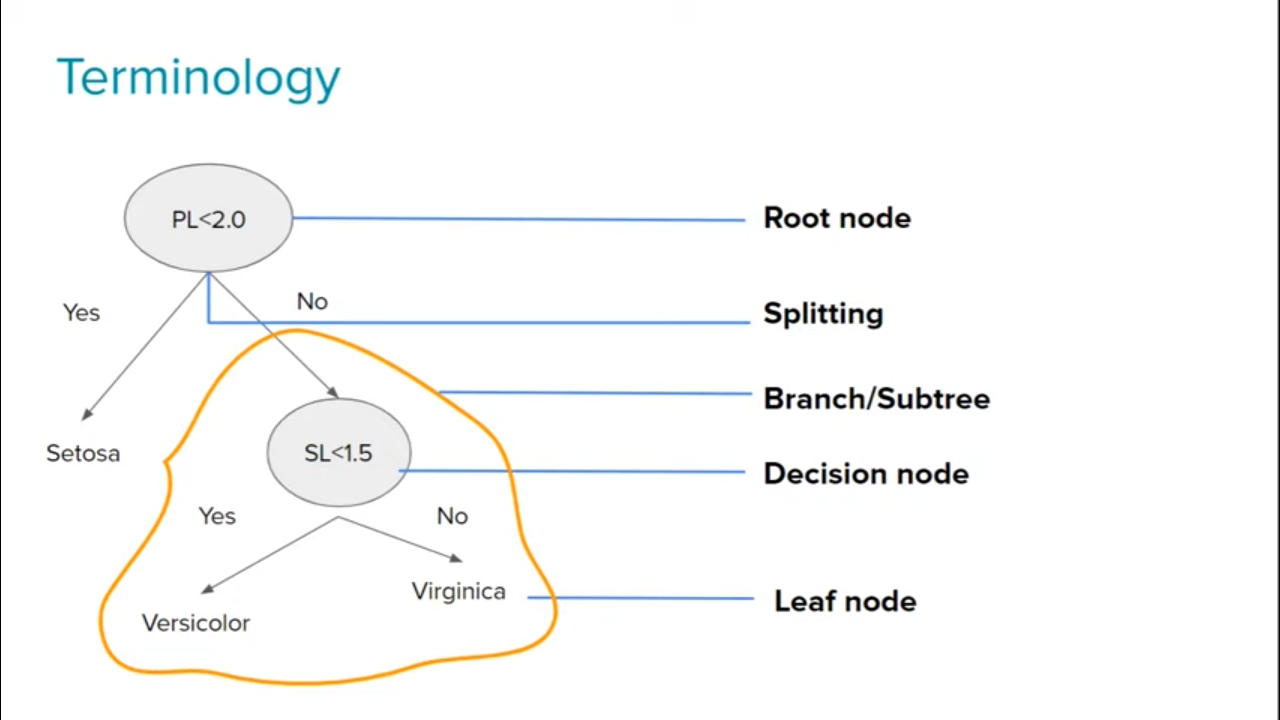 Terminology
PL<2.0
Root node
Yes
No
Splitting
Branch/Subtree
Setosa
SL<1.5
Decision node
Yes
No
Virginica
Leaf node
Versicolor